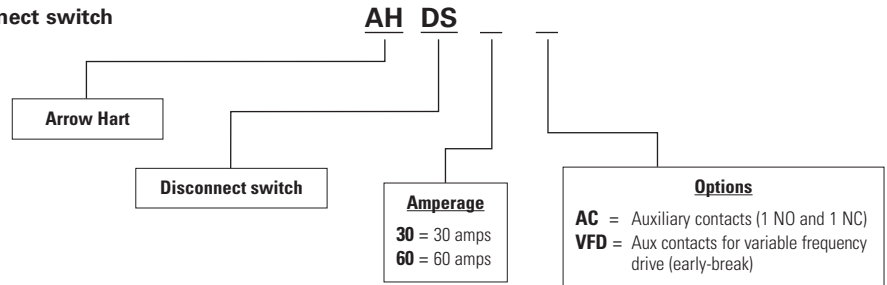 nect switch
AH DS _ _
Arrow Hart
Disconnect switch
Amperage
30 = 30 amps
60 = 60 amps
Options
AC = Auxiliary contacts (1 NO and 1 NC)
VFD = Aux contacts for variable frequency
drive (early-break)